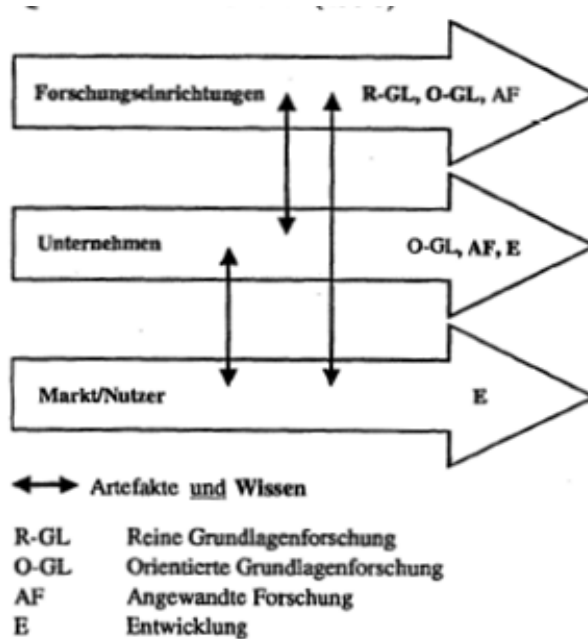 Forschungseinrichtungen R-GL, O-GL, AF
Unternehmen O-GL, AF, E
Markt/Nutzer E
Artefakte und Wissen
R-GL Reine Grundlagenforschung
O-GL Orientierte Grundlagenforschung
AF Angewandte Forschung
E Entwicklung